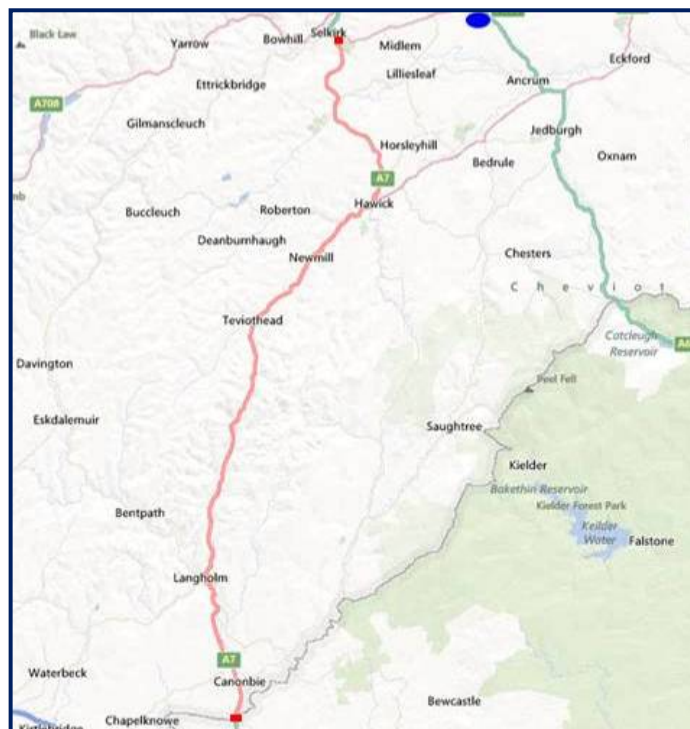 Black Law
Yarrow
Bowhill
Selkirk
Midlem
Lilliesleaf
Eckford
Ettrickbridge
Ancrum
A708
Gilmanscleuch
Jedburgh
Horsleyhill
Oxnam
Bedrule
A7
Hawick
Buccleuch
Roberton
Deanburnhaugh
Newmill
Chesters
Cheviot
Teviothead
Catcleugh
Reservoir
Davington
Peel Fell
Eskdalemuir
Saughtree
Kielder
Bakethin Reservoir
Kielder Forest Park
Bentpath
Keilder
Water
Falstone
Langholm
A7
Waterbeck
Canonbie
Bewcastle
Chapelknowe